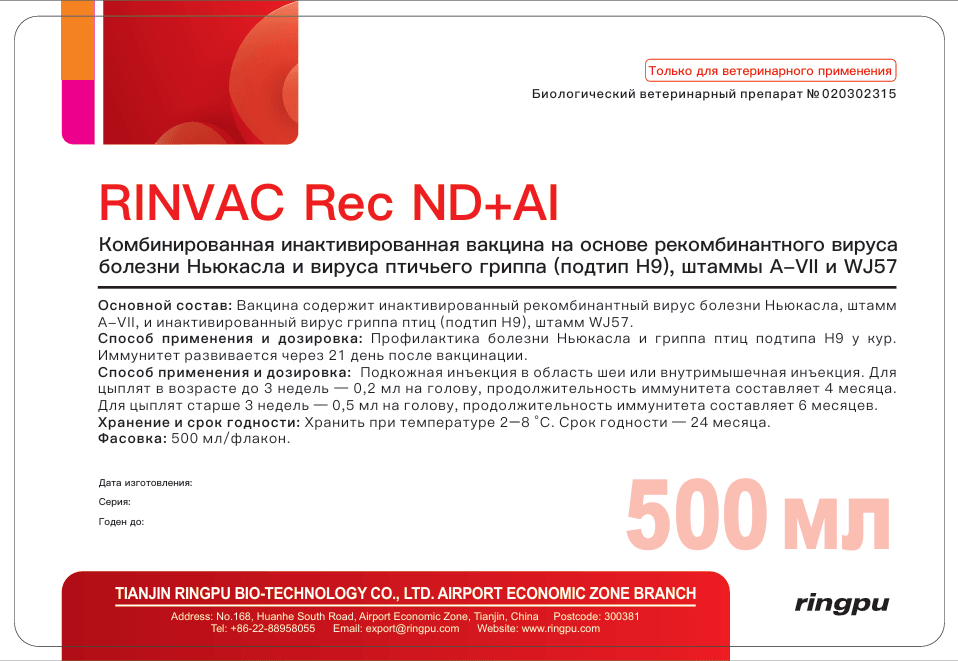 Только для ветеринарного применения
Биологический ветеринарный препарат №020302315
RINVAC Rec ND+AI
Комбинированная инактивированная вакцина на основе рекомбинантного вируса
болезни Ньюкасла и вируса птичьего гриппа (подтип H9), штаммы A–VII и WJ57
Основной состав: Вакцина содержит инактивированный рекомбинантный вирус болезни Ньюкасла, штамм
A–VII, и инактивированный вирус гриппа птиц (подтип H9), штамм WJ57.
Способ применения и дозировка: Профилактика болезни Ньюкасла и гриппа птиц подтипа H9 у кур.
Иммунитет развивается через 21 день после вакцинации.
Способ применения и дозировка: Подкожная инъекция в область шеи или внутримышечная инъекция. Для
цыплят в возрасте до 3 недель — 0,2 мл на голову, продолжительность иммунитета составляет 4 месяца.
Для цыплят старше 3 недель — 0,5 мл на голову, продолжительность иммунитета составляет 6 месяцев.
Хранение и срок годности: Хранить при температуре 2–8 °C. Срок годности — 24 месяца.
Фасовка: 500 мл/флакон.
Дата изготовления:
Серия:
Годен до:
500 мл
TIANJIN RINGPU BIO-TECHNOLOGY CO., LTD. AIRPORT ECONOMIC ZONE BRANCH
Address: No.168, Huanhe South Road, Airport Economic Zone, Tianjin, China Postcode: 300381
Tel: +86-22-88958055 Email: export@ringpu.com Website: www.ringpu.com
ringpu